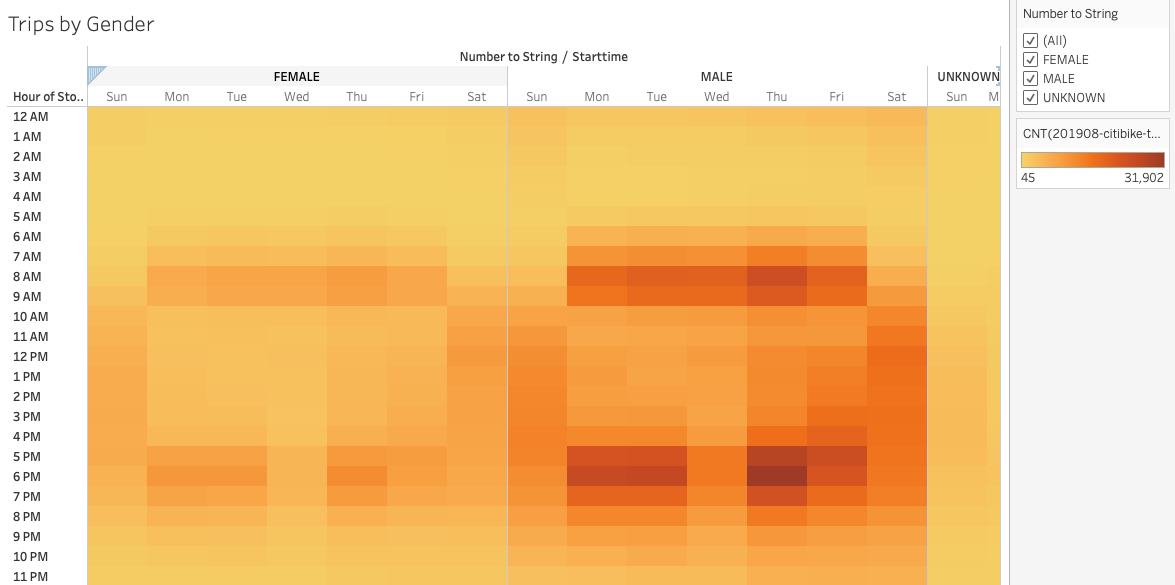 Trips by Gender
Number to String / Starttime
FEMALE MALE UNKNOWN
Hour of Sto.. Sun Mon Tue Wed Thu Fri Sat Sun Mon Tue Wed Thu Fri Sat Sun M
12 AM
1 AM
2 AM
3 AM
4 AM
5 AM
6 AM
7 AM
8 AM
9 AM
10 AM
11 AM
12 PM
1 PM
2 PM
3 PM
4 PM
5 PM
6 PM
7 PM
8 PM
9 PM
10 PM
11 PM
Number to String
(All)
FEMALE
MALE
UNKNOWN
CNT(201908-citibike-t...
45 31,902